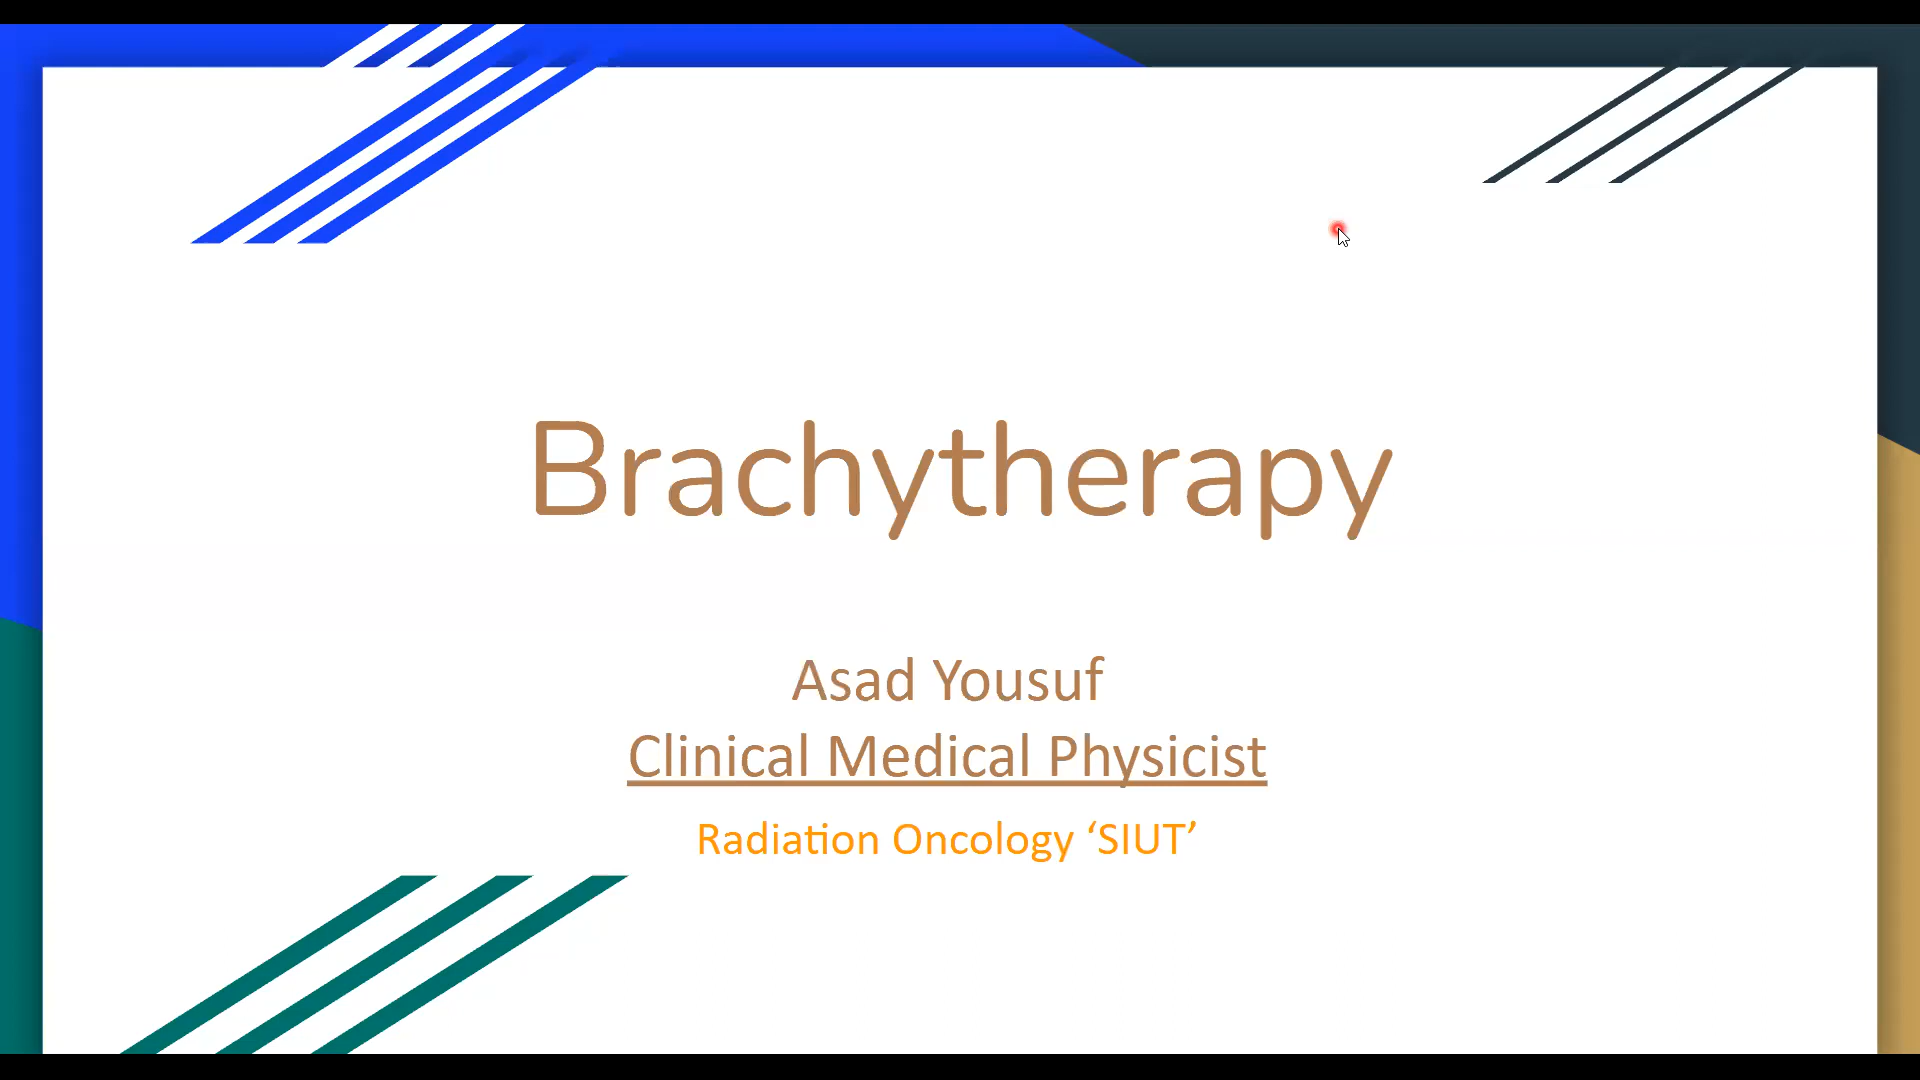 Brachytherapy
Asad Yousuf
Clinical Medical Physicist
Radiation Oncology ‘SIUT’